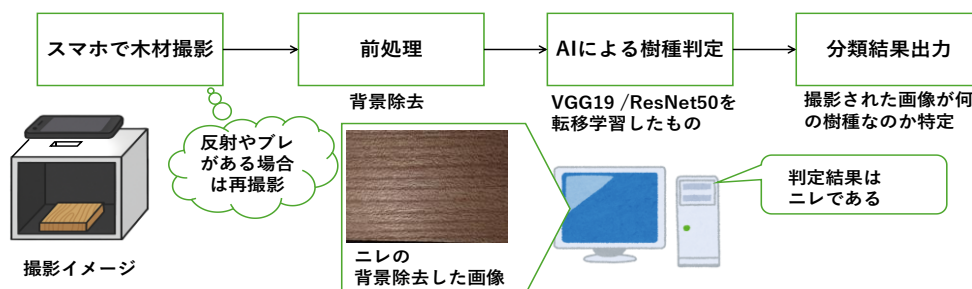 スマホで木材撮影
前処理
AIによる樹種判定
分類結果出力
背景除去
VGG19 /ResNet50を
転移学習したもの
撮影された画像が何
の樹種なのか特定
反射やブレ
がある場合
は再撮影
判定結果は
ニレである
ニレの
背景除去した画像
撮影イメージ